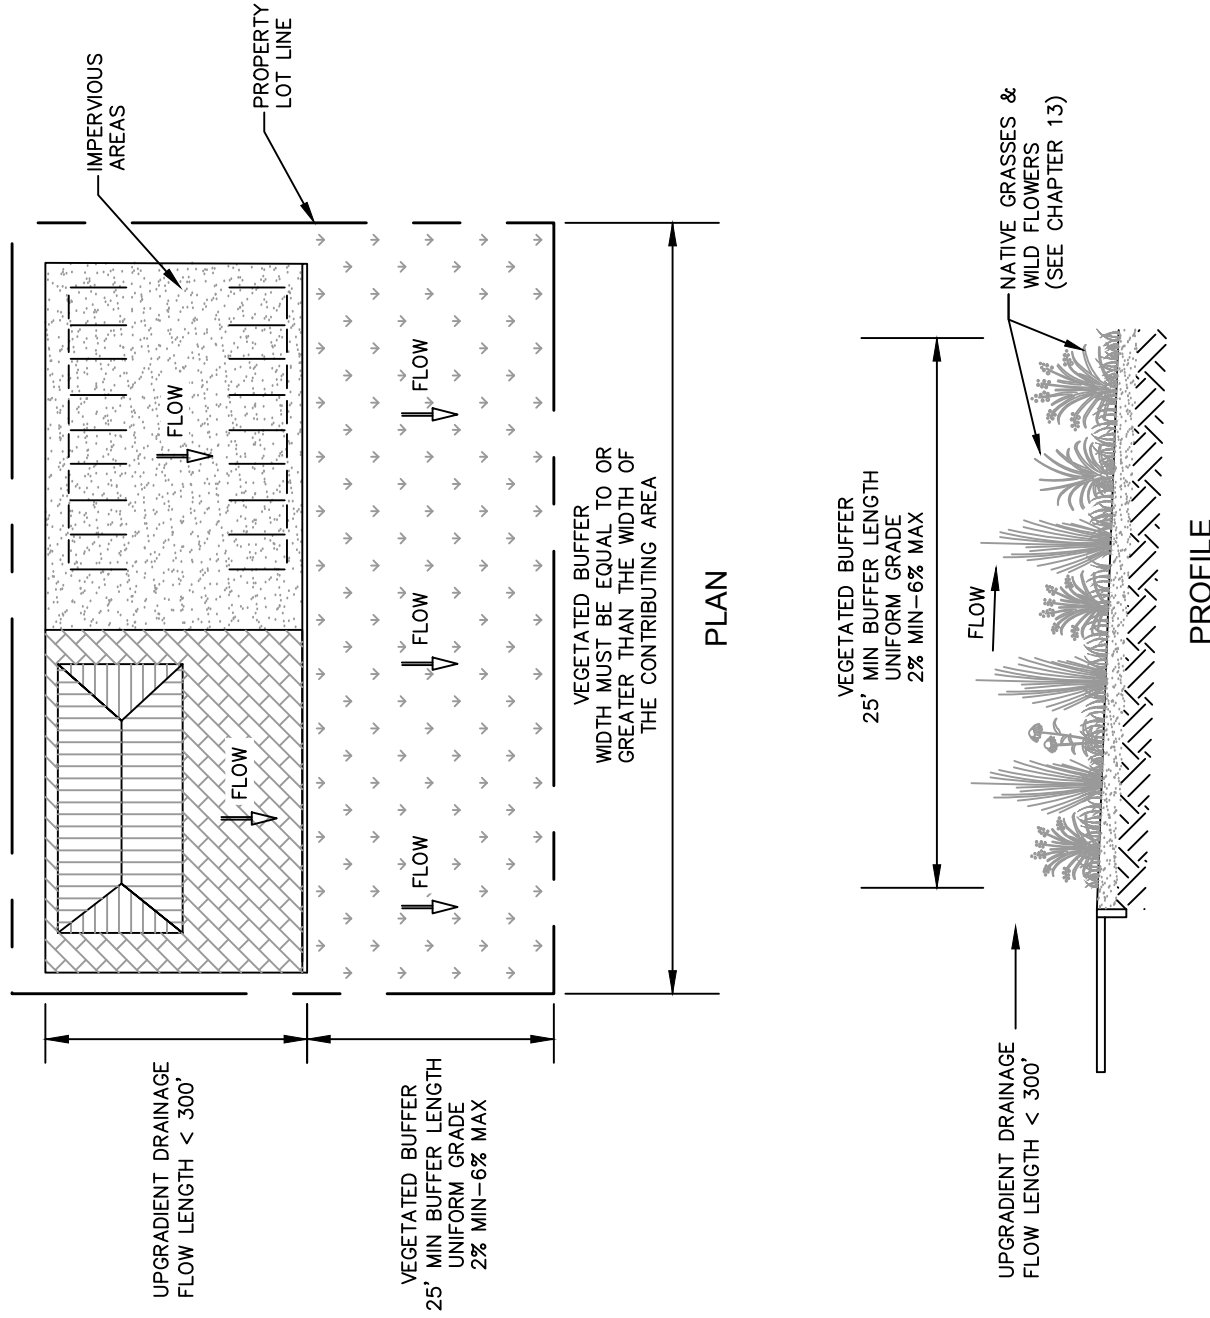 IMPERVIOUS
AREAS
PROPERTY
LOT LINE
FLOW
FLOW
FLOW
FLOW
FLOW
UPGRADIENT DRAINAGE
FLOW LENGTH < 300'
VEGETATED BUFFER
25' MIN BUFFER LENGTH
UNIFORM GRADE
2% MIN-6% MAX
VEGETATED BUFFER
WIDTH MUST BE EQUAL TO OR
GREATER THAN THE WIDTH OF
THE CONTRIBUTING AREA
PLAN
VEGETATED BUFFER
25' MIN BUFFER LENGTH
UNIFORM GRADE
2% MIN-6% MAX
FLOW
NATIVE GRASSES &
WILD FLOWERS
(SEE CHAPTER 13)
UPGRADIENT DRAINAGE
FLOW LENGTH < 300'
PROFILE